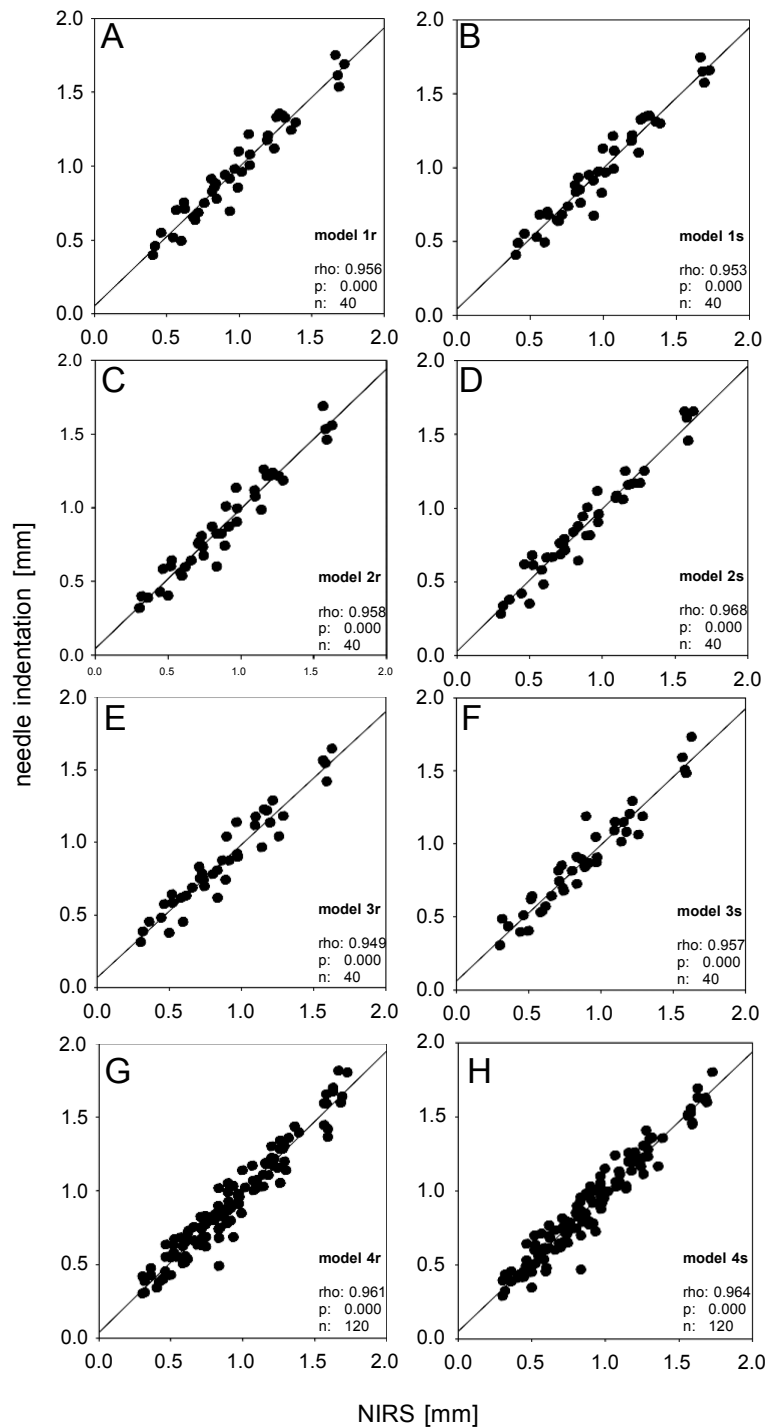 needle indentation [mm]
A
2.0
1.5
1.0
0.5
0.0
0.0 0.5 1.0 1.5 2.0
model 1r
rho: 0.956
p: 0.000
n: 40
B
2.0
1.5
1.0
0.5
0.0
0.0 0.5 1.0 1.5 2.0
model 1s
rho: 0.953
p: 0.000
n: 40
C
2.0
1.5
1.0
0.5
0.0
0.0 0.5 1.0 1.5 2.0
model 2r
rho: 0.958
p: 0.000
n: 40
D
2.0
1.5
1.0
0.5
0.0
0.0 0.5 1.0 1.5 2.0
model 2s
rho: 0.968
p: 0.000
n: 40
E
2.0
1.5
1.0
0.5
0.0
0.0 0.5 1.0 1.5 2.0
model 3r
rho: 0.949
p: 0.000
n: 40
F
2.0
1.5
1.0
0.5
0.0
0.0 0.5 1.0 1.5 2.0
model 3s
rho: 0.957
p: 0.000
n: 40
G
2.0
1.5
1.0
0.5
0.0
0.0 0.5 1.0 1.5 2.0
model 4r
rho: 0.961
p: 0.000
n: 120
H
2.0
1.5
1.0
0.5
0.0
0.0 0.5 1.0 1.5 2.0
model 4s
rho: 0.964
p: 0.000
n: 120
NIRS [mm]